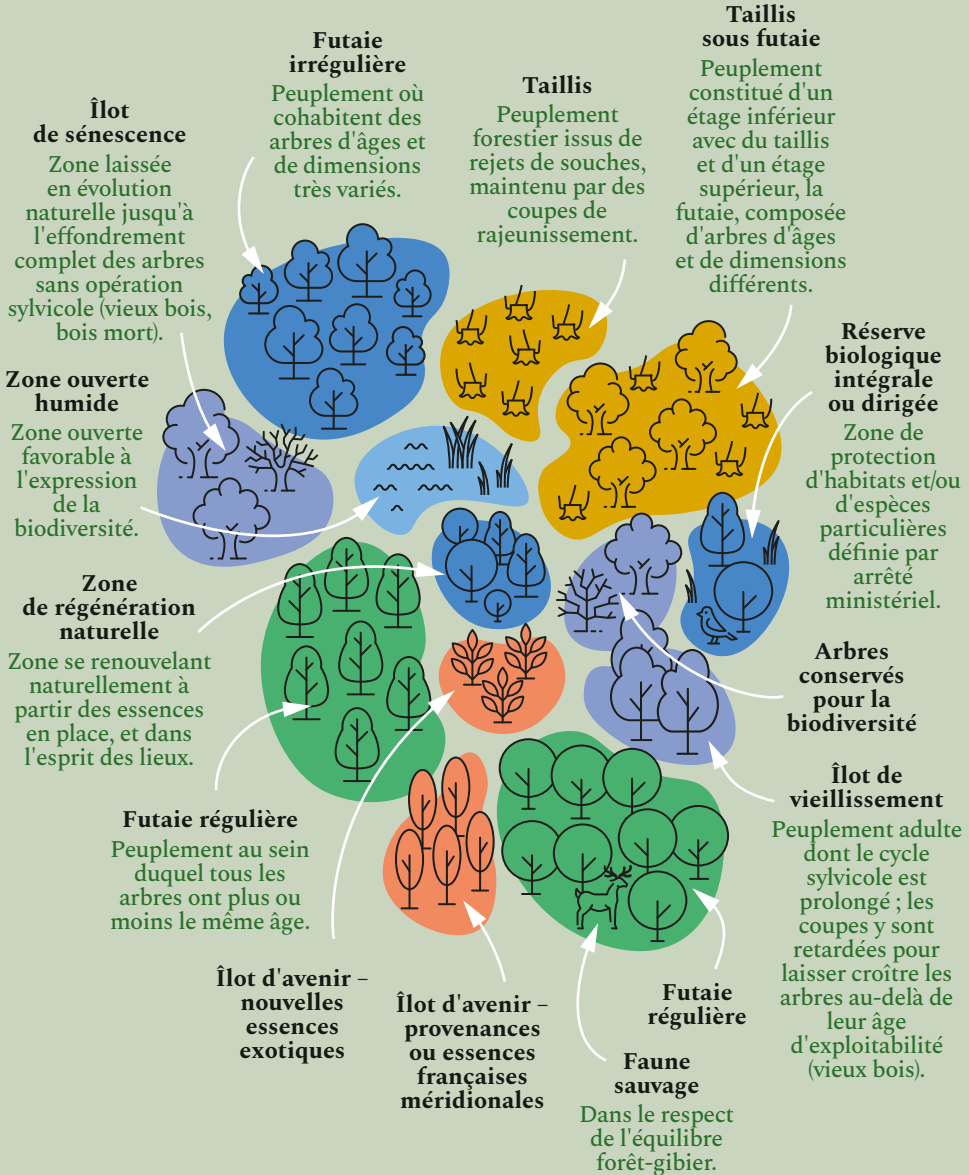 Îlot
de sénescence
Zone laissée
en évolution
naturelle jusqu'à
l'effondrement
complet des arbres
sans opération
sylvicole (vieux bois,
bois mort).
Futaie
irrégulière
Peuplement où
cohabitent des
arbres d'âges et
de dimensions
très variés.
Taillis
Peuplement
forestier issus de
rejets de souches,
maintenu par des
coupes de
rajeunissement.
Taillis
sous futaie
Peuplement
constitué d'un
étage inférieur
avec du taillis
et d'un étage
supérieur, la
futaie, composée
d'arbres d'âges
et de dimensions
différents.
Zone ouverte
humide
Zone ouverte
favorable à
l'expression
de la
biodiversité.
Réserve
biologique
intégrale
ou dirigée
Zone de
protection
d'habitats et/ou
d'espèces
particulières
définie par
arrêté
ministériel.
Zone
de régénération
naturelle
Zone se renouvelant
naturellement à
partir des essences
en place, et dans
l'esprit des lieux.
Arbres
conservés
pour la
biodiversité
Îlot de
vieillissement
Peuplement adulte
dont le cycle
sylvicole est
prolongé ; les
coupes y sont
retardées pour
laisser croître les
arbres au-delà de
leur âge
d'exploitabilité
(vieux bois).
Futaie régulière
Peuplement au sein
duquel tous les
arbres ont plus ou
moins le même âge.
Îlot d'avenir –
nouvelles
essences
exotiques
Îlot d'avenir –
provenances
ou essences
françaises
méridionales
Futaie
régulière
Faune
sauvage
Dans le respect
de l'équilibre
forêt-gibier.